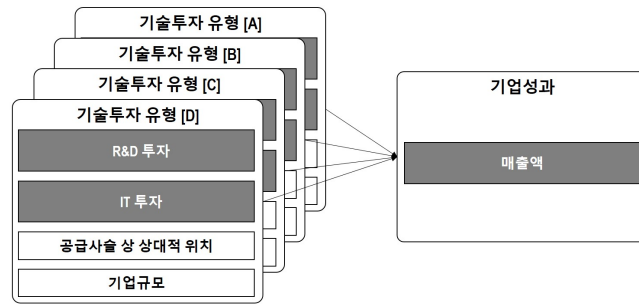 기술투자 유형 [A]
기술투자 유형 [B]
기술투자 유형 [C]
기술투자 유형 [D]
R&D 투자
IT 투자
공급사슬 상 상대적 위치
기업규모
기업성과
매출액